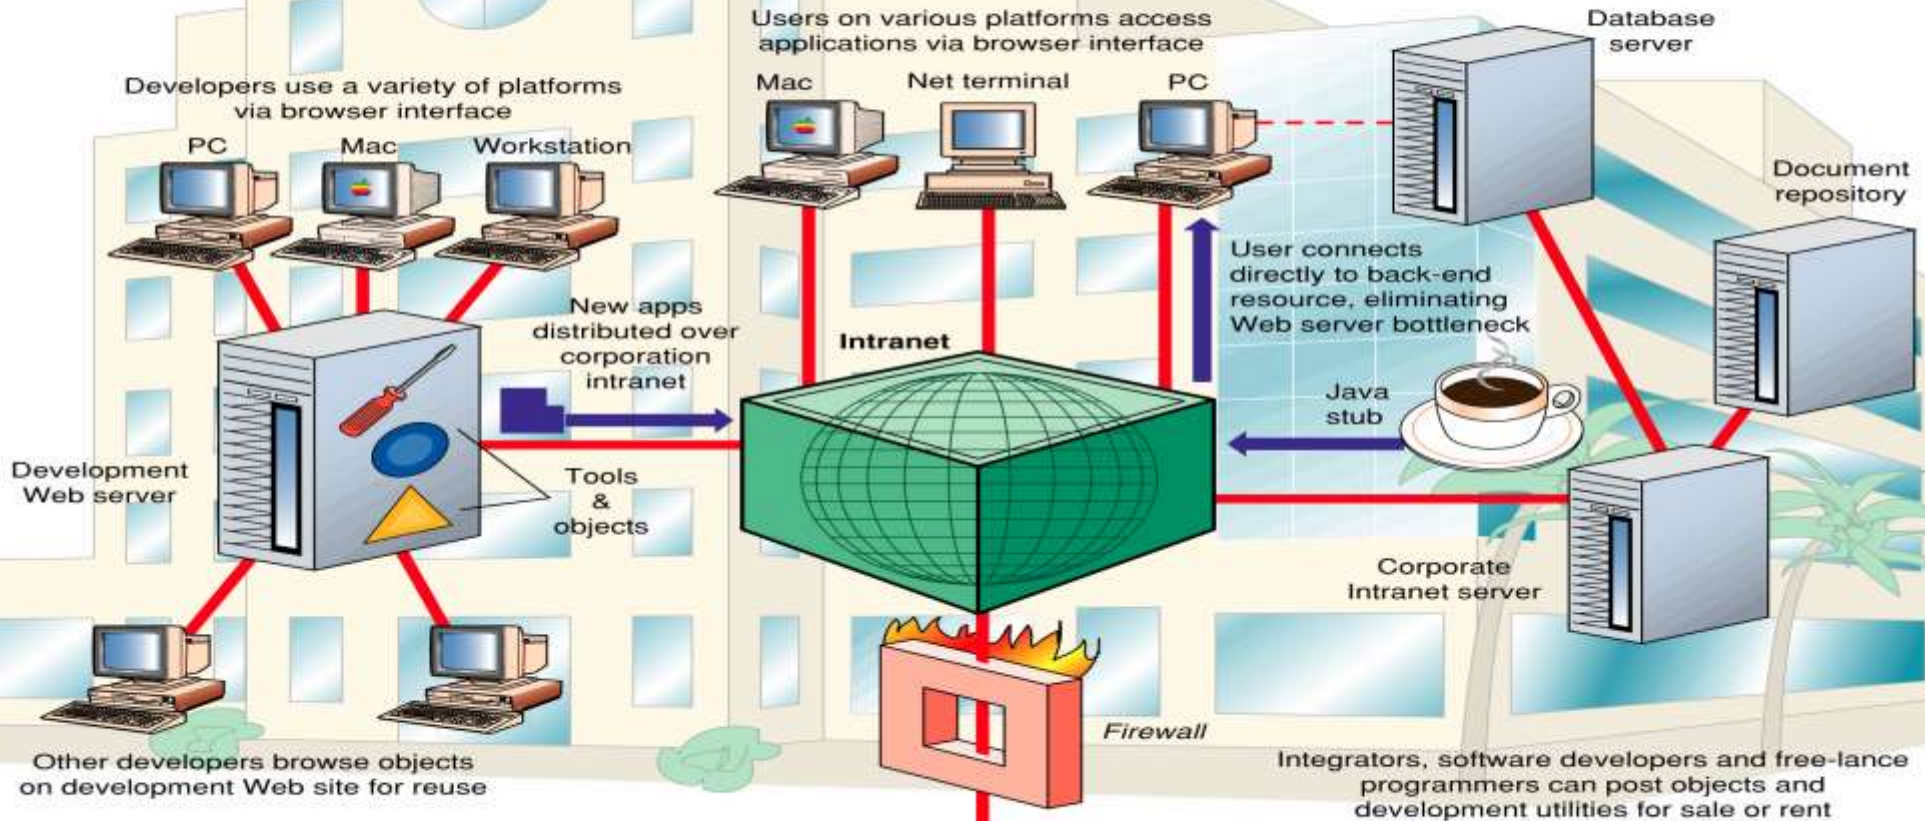 Users on various platforms access
applications via browser interface
Database
server
Developers use a variety of platforms
via browser interface
Mac
Net terminal
PC
PC
Mac
Workstation
Document
repository
User connects
directly to back-end
resource, eliminating
Web server bottleneck
New apps
distributed over
corporation
intranet
Intranet
Java
stub
Development
Web server
Tools
&
objects
Corporate
Intranet server
Firewall
Other developers browse objects
on development Web site for reuse
Integrators, software developers and free-lance
programmers can post objects and
development utilities for sale or rent